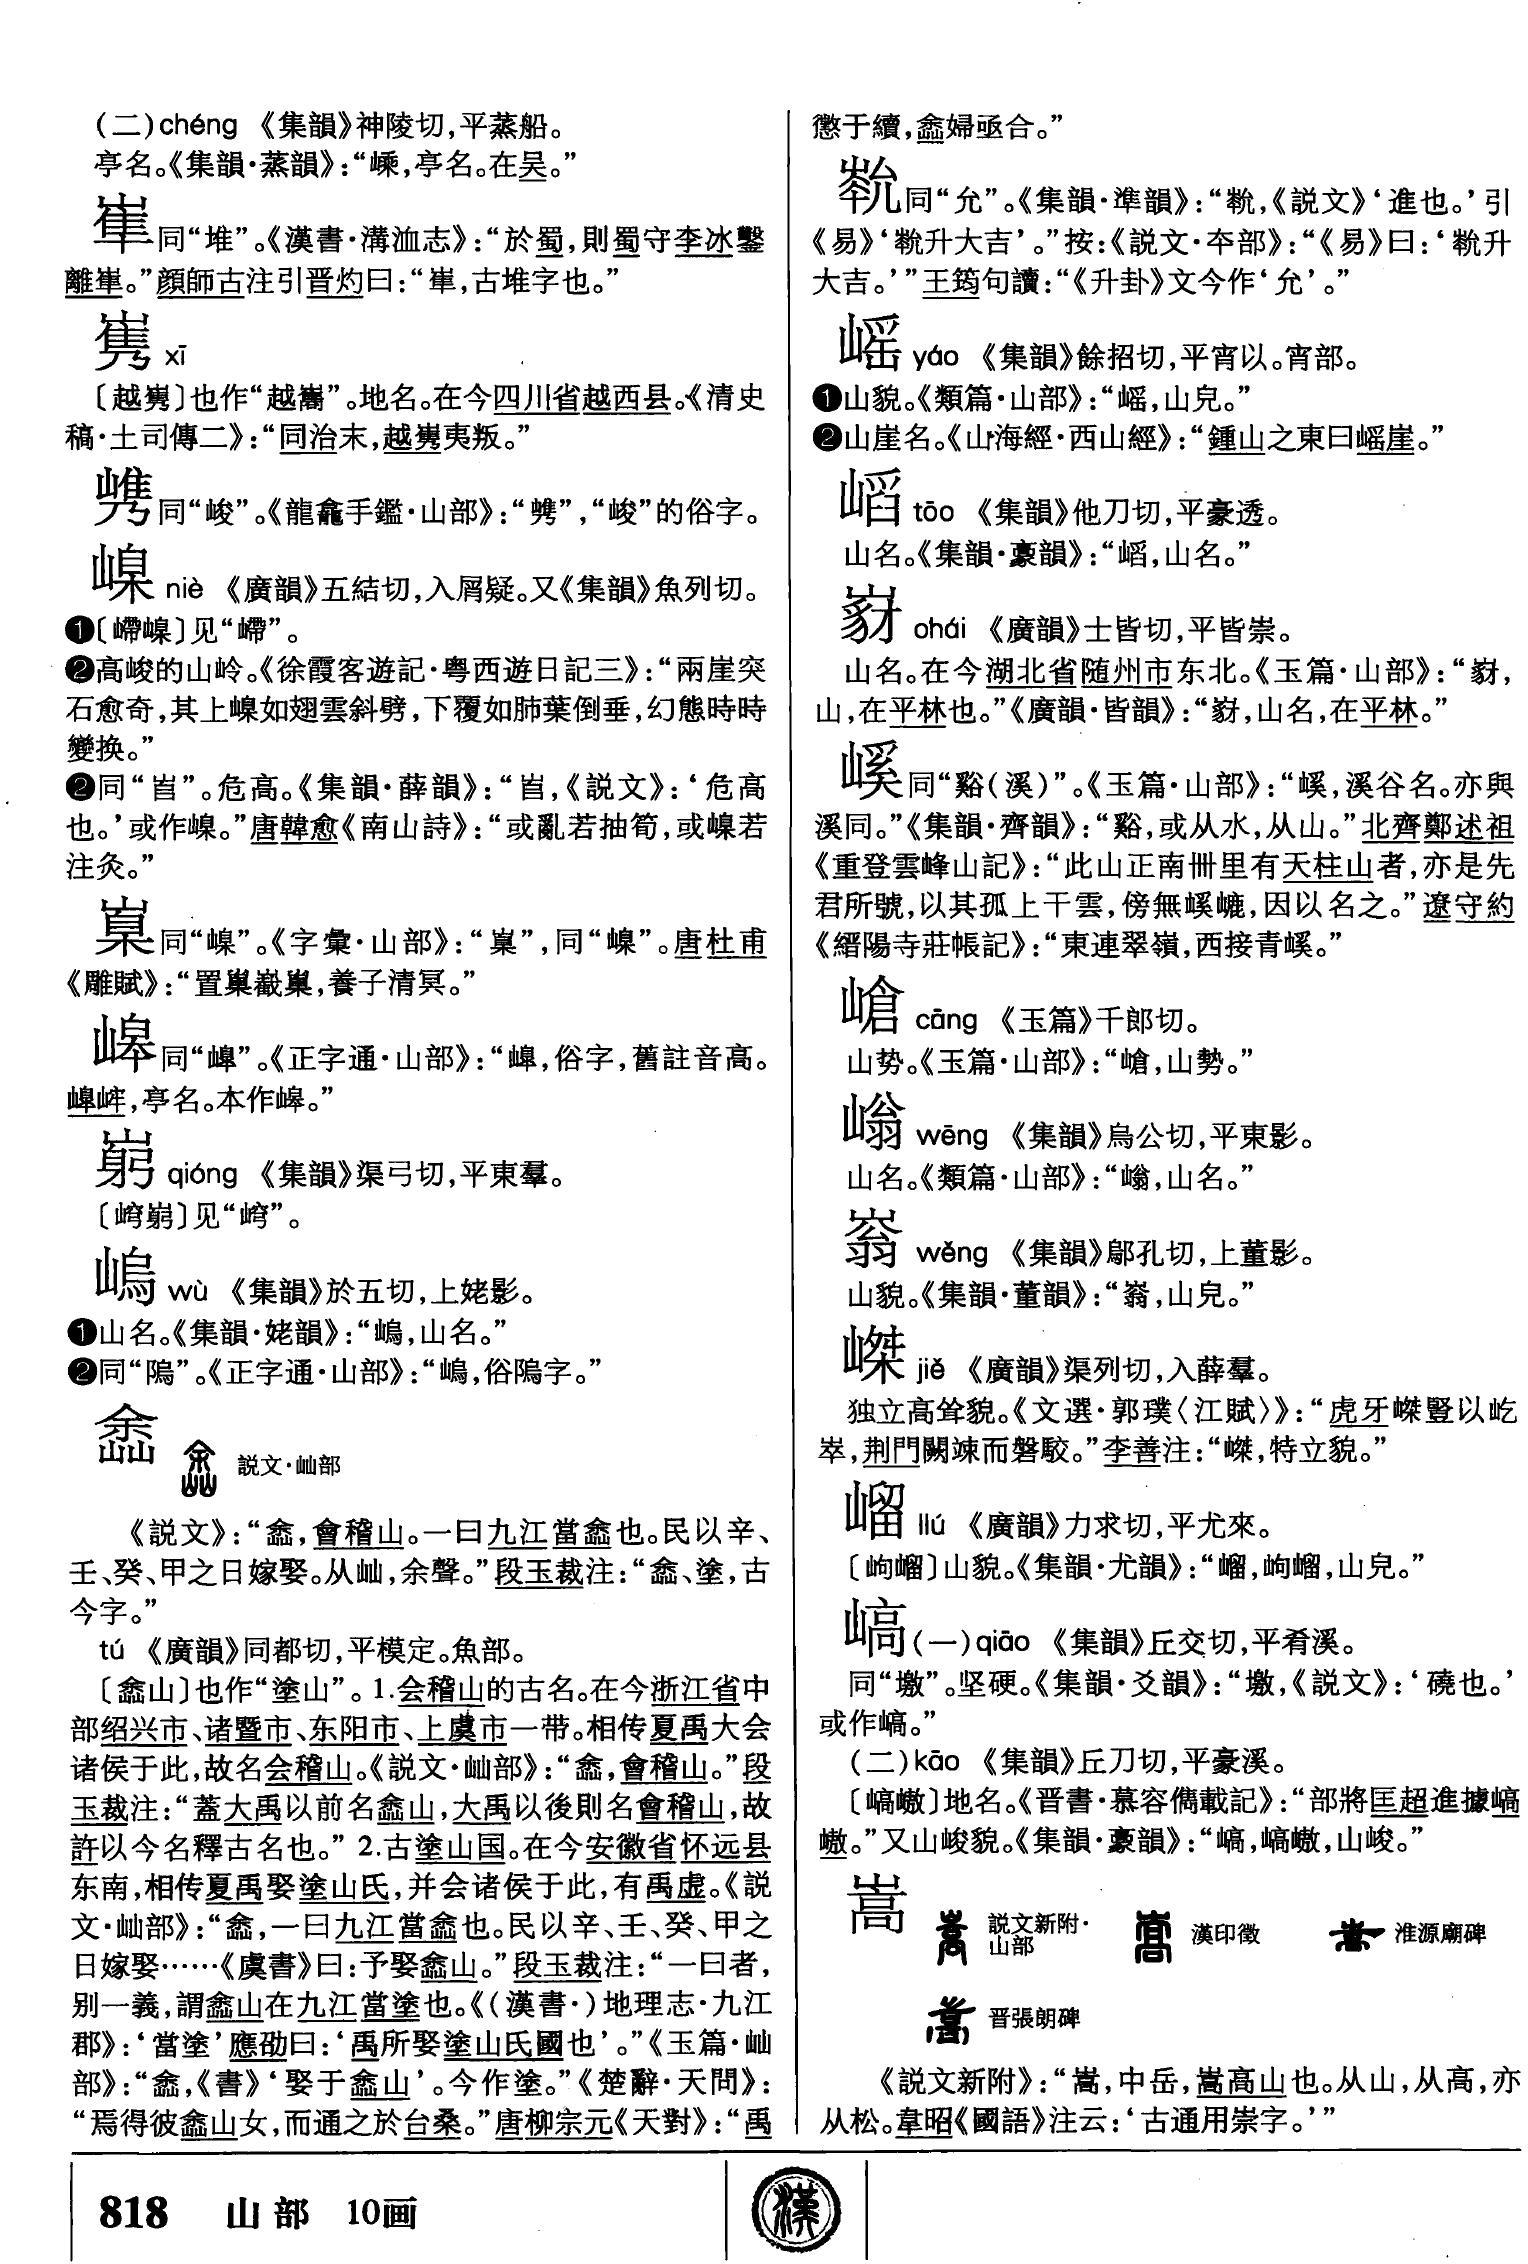 (二)chéng 《集韻》神陵切,平蒸船。
亭名。《集韻·蒸韻》:“嵊,亭名。在吴。”
崋同“堆”。《漢書·溝洫志》:“於蜀,則蜀守李冰鑿
離𡹐。”顔師古注引晋灼曰:“𡹐,古堆字也。”
嶲 xī
〔越嶲〕也作“越巂”。地名。在今四川省越西县。《清史
稿·土司傳二》:“同治末,越嶲夷叛。”
同“峻”。《龍龕手鑑·山部》:“”,“峻”的俗字。
嵲 niè 《廣韻》五結切,入屑疑。又《集韻》魚列切。
❶〔嵽嵲〕见“嵽”。
❷高峻的山岭。《徐霞客遊記·粤西遊日記三》:“兩崖突
石愈奇,其上嵲如翅雲斜劈,下覆如肺葉倒垂,幻態時時
變换。”
❷同“峊”。危高。《集韻·薛韻》:“峊,《説文》:‘危高
也。’或作嵲。”唐韓愈《南山詩》:“或亂若抽筍,或嵲若
注灸。”
㠔同“嵲”。《字彙·山部》:“㠔”,同“嵲”。唐杜甫
《雕賦》:“置巢嶻㠔,養子清冥。”
嶂同“嶂”。《正字通·山部》:“嶂,俗字,舊註音高。
,亭名。本作。”
竆 qióng 《集韻》渠弓切,平東羣。
〔〕见“”。
嵨 wù 《集韻》於五切,上姥影。
❶山名。《集韻·姥韻》:“嵨,山名。”
❷同“隖”。《正字通·山部》:“嵨,俗隖字。”
嵞 説文·屾部
《説文》:“嵞,會稽山。一曰九江當嵞也。民以辛、
壬、癸、甲之日嫁娶。从屾,余聲。”段玉裁注:“嵞、塗,古
今字。”
tú 《廣韻》同都切,平模定。魚部。
〔嵞山〕也作“塗山”。1.会稽山的古名。在今浙江省中
部绍兴市、诸暨市、东阳市、上虞市一带。相传夏禹大会
诸侯于此,故名会稽山。《説文·屾部》:“嵞,會稽山。”段
玉裁注:“蓋大禹以前名嵞山,大禹以後則名會稽山,故
許以今名釋古名也。” 2.古塗山国。在今安徽省怀远县
东南,相传夏禹娶塗山氏,并会诸侯于此,有禹虚。《説
文·屾部》:“嵞,一曰九江當嵞也。民以辛、壬、癸、甲之
日嫁娶……《虞書》曰:予娶嵞山。”段玉裁注:“一曰者,
别一義,謂嵞山在九江當塗也。《(漢書·)地理志·九江
郡》:‘當塗’應劭曰:‘禹所娶塗山氏國也’。”《玉篇·屾
部》:“嵞,《書》‘娶于嵞山’。今作塗。”《楚辭·天問》:
“焉得彼嵞山女,而通之於台桑。”唐柳宗元《天對》:“禹
懲于續,嵞婦亟合。”
㽙同“允”。《集韻·準韻》:“,《説文》‘進也。’引
《易》‘升大吉’。”按:《説文·夲部》:“《易》曰:‘升
大吉。’”王筠句讀:“《升卦》文今作‘允’。”
嵧 yáo 《集韻》餘招切,平宵以。宵部。
❶山貌。《類篇·山部》:“,山皃。”
❷山崖名。《山海經·西山經》:“鍾山之東曰崖。”
tāo 《集韻》他刀切,平豪透。
山名。《集韻·豪韻》:“,山名。”
chái 《廣韻》士皆切,平皆崇。
山名。在今湖北省随州市东北。《玉篇·山部》:“,
山,在平林也。”《廣韻·皆韻》:“,山名,在平林。”
嵠同“谿(溪)”。《玉篇·山部》:“嵠,溪谷名。亦與
溪同。”《集韻·齊韻》:“谿,或从水,从山。”北齊鄭述祖
《重登雲峰山記》:“此山正南卅里有天柱山者,亦是先
君所號,以其孤上干雲,傍無嵠㠋,因以名之。”遼守約
《縉陽寺莊帳記》:“東連翠嶺,西接青嵠。”
嵢 cāng 《玉篇》千郎切。
山势。《玉篇·山部》:“嵢,山勢。”
嵡 wēng 《集韻》烏公切,平東影。
山名。《類篇·山部》:“嵡,山名。”
嵡 wěng 《集韻》鄔孔切,上董影。
山貌。《集韻·董韻》:“,山皃。”
嵥 jié 《廣韻》渠列切,入薛羣。
独立高耸貌。《文選·郭璞〈江賦〉》:“虎牙嵥豎以屹
崒,荆門闕竦而磐駮。”李善注:“嵥,特立貌。”
嵧 liú 《廣韻》力求切,平尤來。
〔岣嵧〕山貌。《集韻·尤韻》:“嵧,岣嵧,山皃。”
嵪(一)qiāo 《集韻》丘交切,平肴溪。
同“墩”。坚硬。《集韻·爻韻》:“,《説文》:‘磽也。’
或作嵪。”
(二)kāo 《集韻》丘刀切,平豪溪。
〔嵪㠂〕地名。《晋書·慕容儁載記》:“部將匡超進據嵪
。”又山峻貌。《集韻·豪韻》:“嵪,嵪,山峻。”
嵩 説文新附·山部 漢印徵 淮源廟碑
晋張朗碑
《説文新附》:“嵩,中岳,嵩高山也。从山,从高,亦
从松。韋昭《國語》注云:‘古通用崇字。’”
818 山部 10画
漢